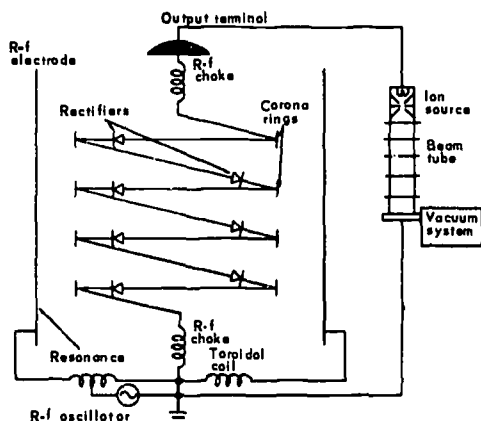 Output terminal
R-f
electrode
R-f
choke
Rectifiers
Corona
rings
Ion
source
Beam
tube
Vacuum
system
R-f
choke
Resonance
Toroidal
coil
R-f oscillator